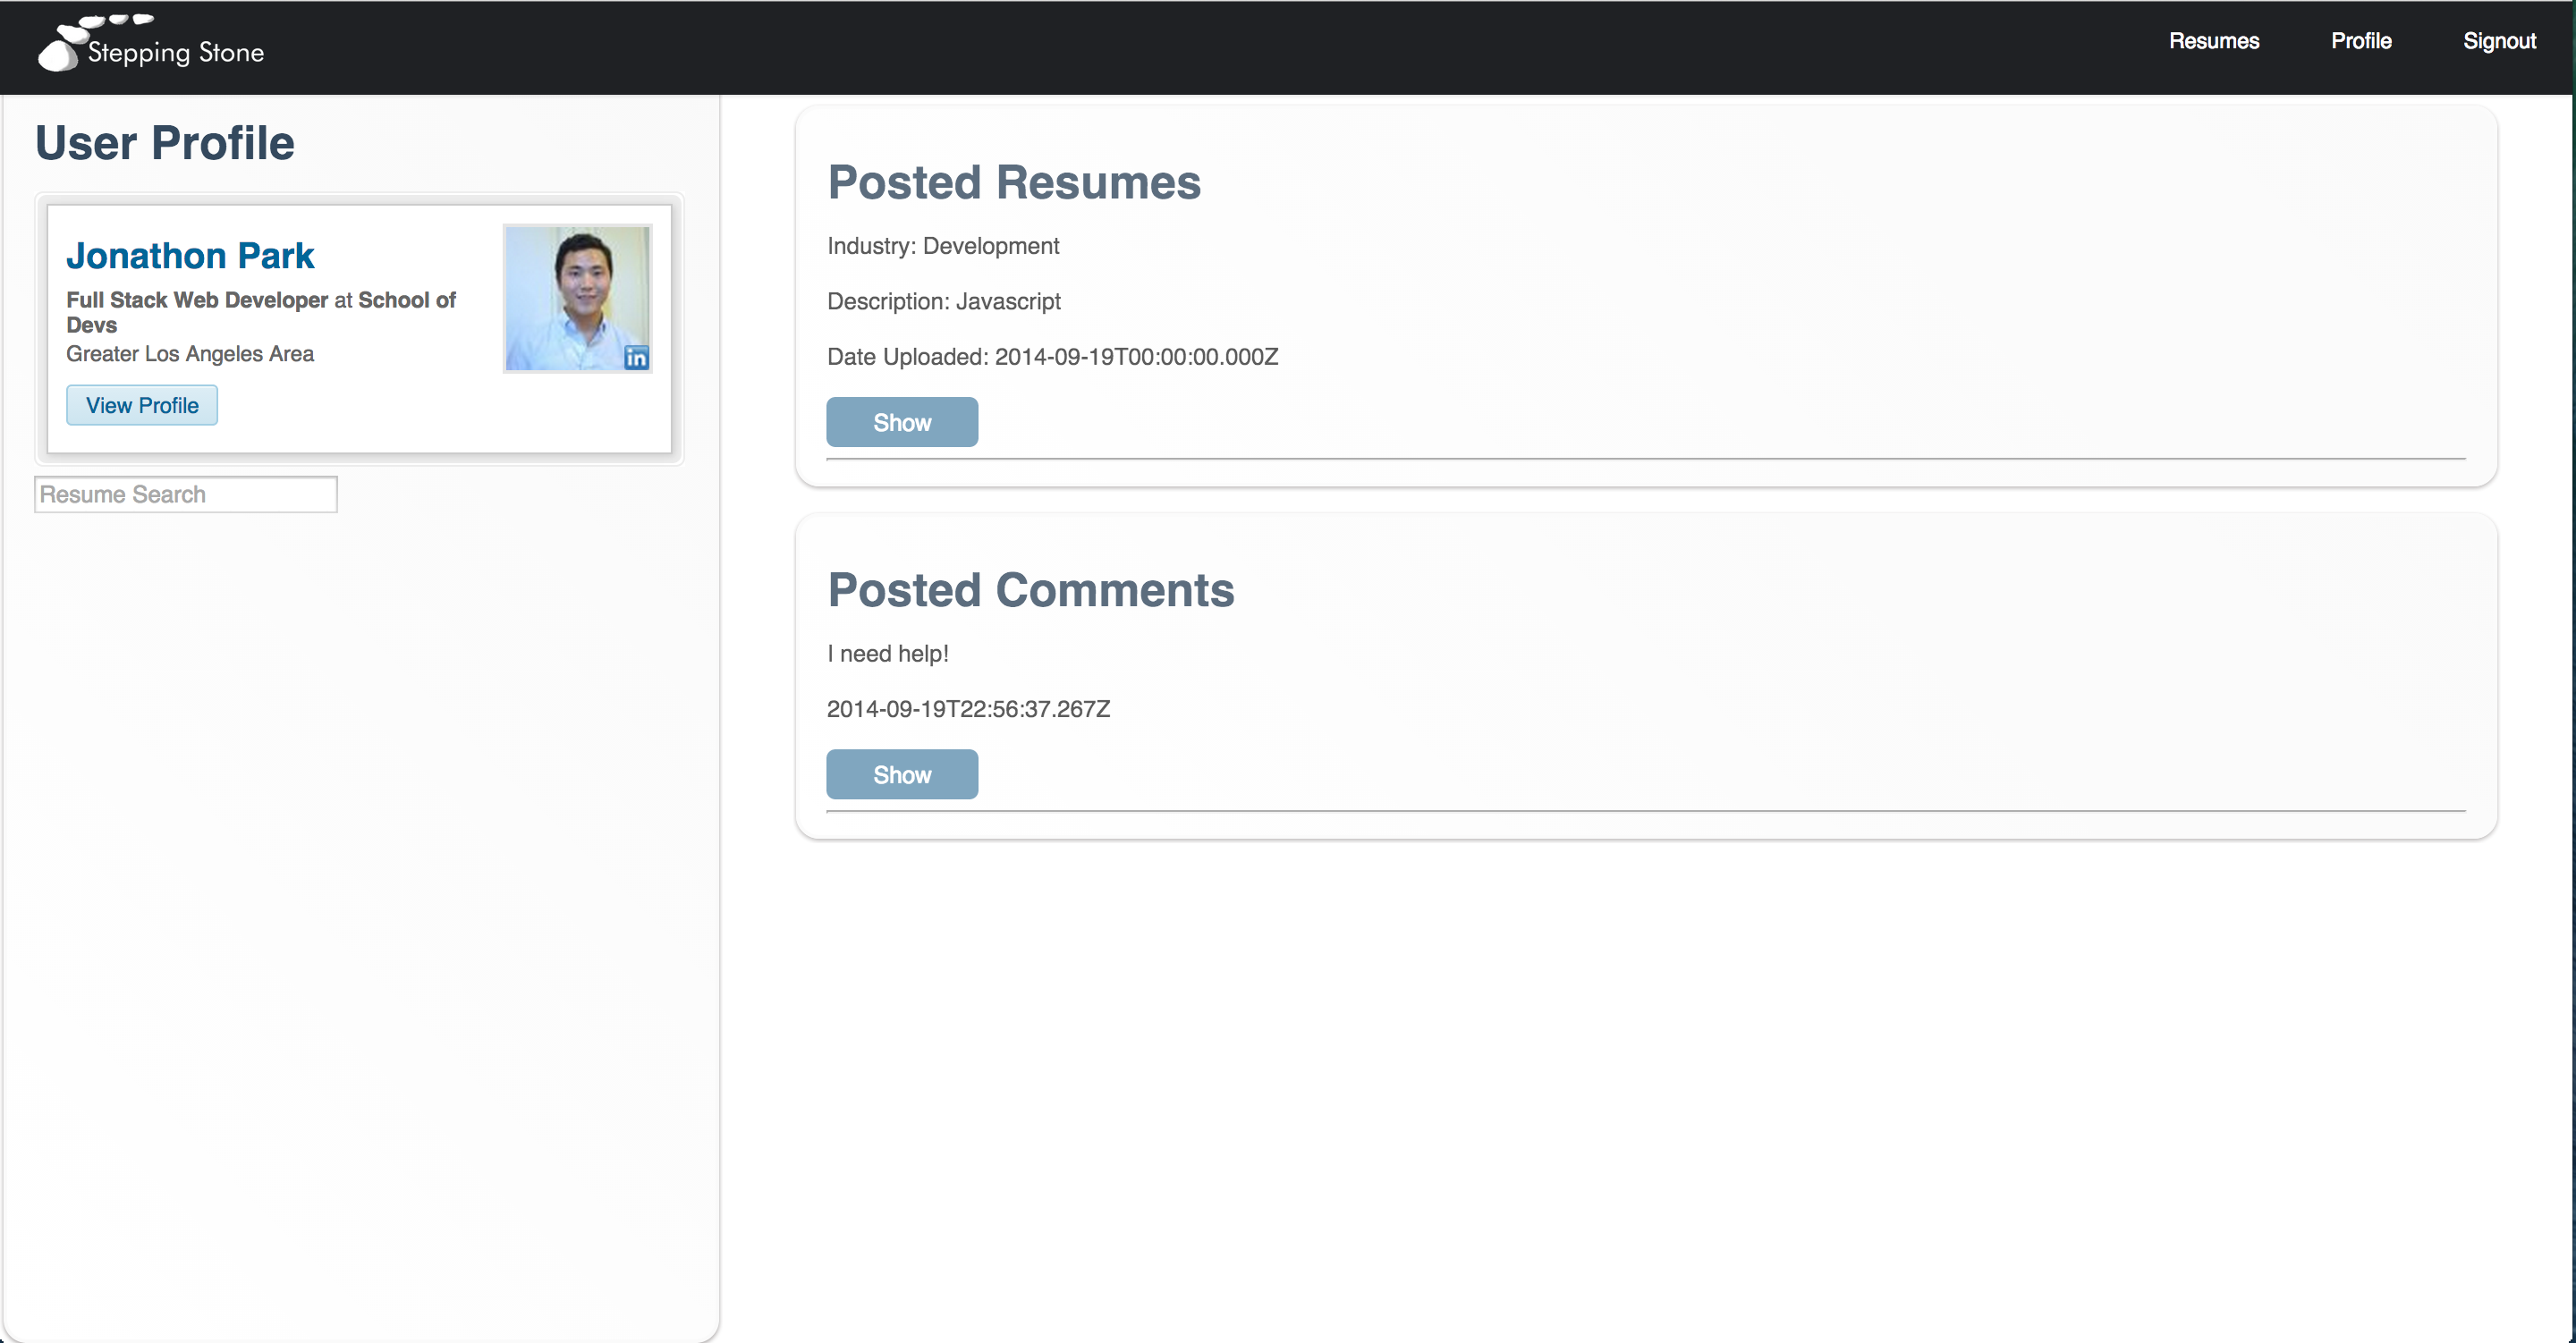 Stepping Stone
Resumes
Profile
Signout
User Profile
Jonathon Park
Full Stack Web Developer at School of
Devs
Greater Los Angeles Area
in
View Profile
Resume Search
Posted Resumes
Industry: Development
Description: Javascript
Date Uploaded: 2014-09-19T00:00:00.000Z
Show
Posted Comments
I need help!
2014-09-19T22:56:37.267Z
Show